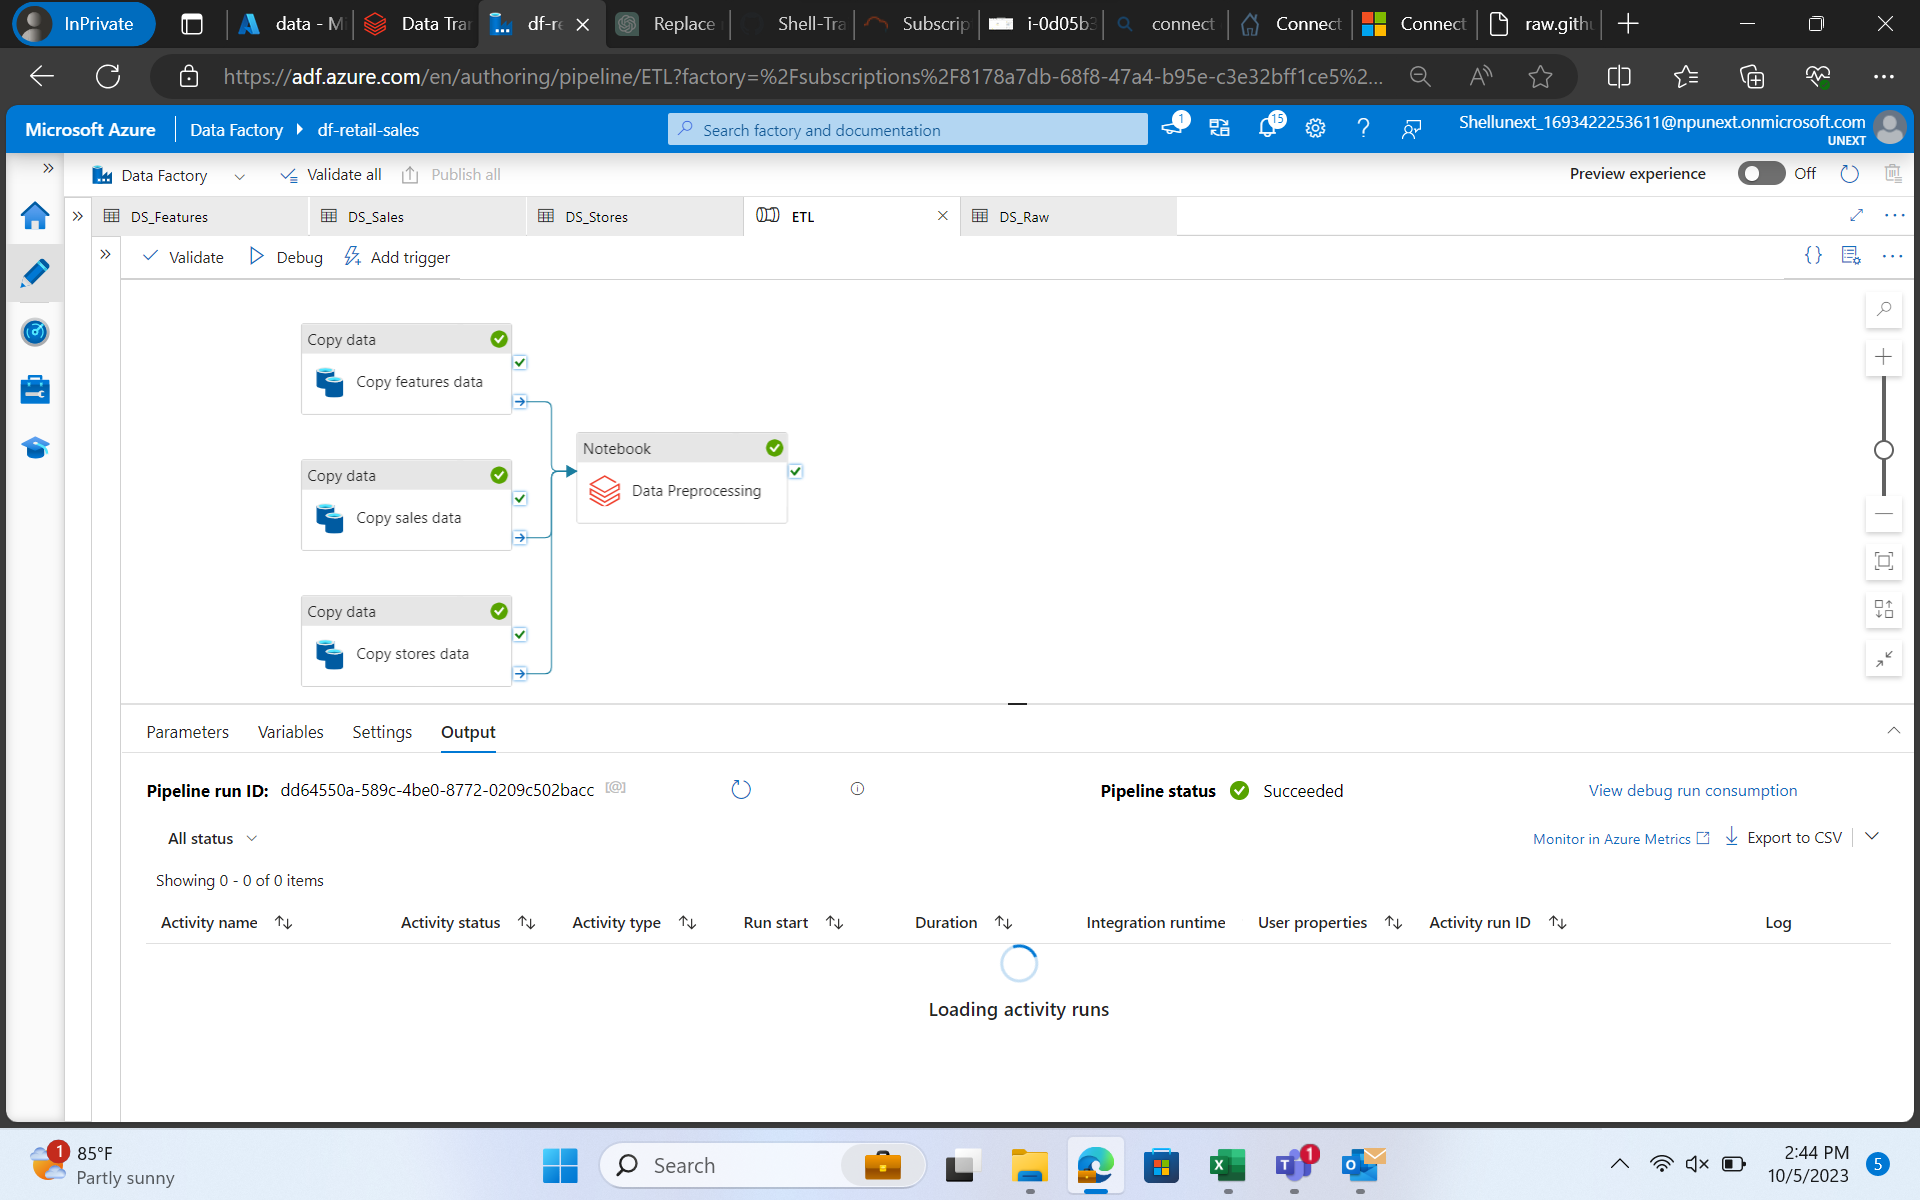 InPrivate
data - Mi
Data Tran
df-re
Replace
Shell-Tra
Subscrip
i-0d05b3
connect
Connect
Connect
raw.githu
https://adf.azure.com/en/authoring/pipeline/ETL?factory=%2Fsubscriptions%2F8178a7db-68f8-47a4-b95e-c3e32bff1ce5%2...
Microsoft Azure
Data Factory
df-retail-sales
Search factory and documentation
1
15
Shellunext_1693422253611@npunext.onmicrosoft.com
UNEXT
Data Factory
Validate all
Publish all
Preview experience
Off
DS_Features
DS_Sales
DS_Stores
ETL
DS_Raw
Validate
Debug
Add trigger
Copy data
Copy features data
Notebook
Data Preprocessing
Copy data
Copy sales data
Copy data
Copy stores data
Parameters
Variables
Settings
Output
Pipeline run ID: dd64550a-589c-4be0-8772-0209c502bacc [@]
Pipeline status
Succeeded
View debug run consumption
All status
Monitor in Azure Metrics
Export to CSV
Showing 0 - 0 of 0 items
Activity name
Activity status
Activity type
Run start
Duration
Integration runtime
User properties
Activity run ID
Log
Loading activity runs
1
85°F
Partly sunny
Search
1
2:44 PM
10/5/2023
5